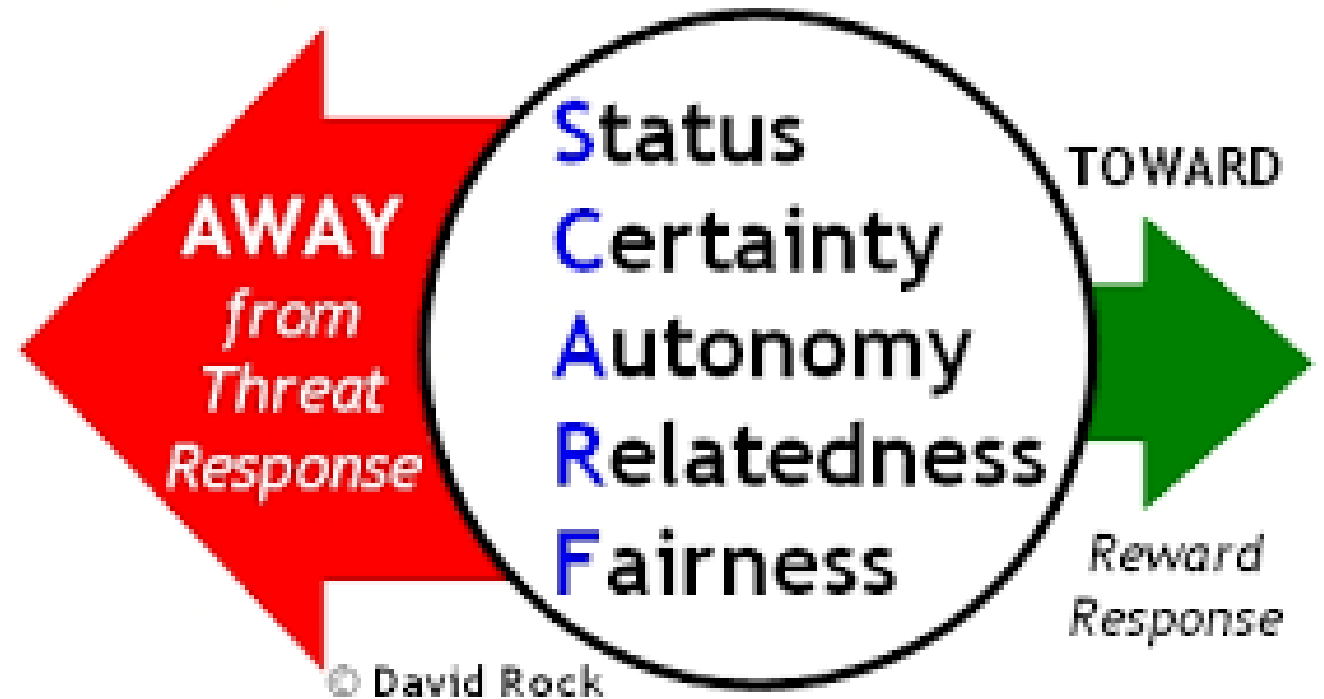 AWAY
from
Threat
Response
Status
Certainty
Autonomy
Relatedness
Fairness
TOWARD
Reward
Response
© David Rock